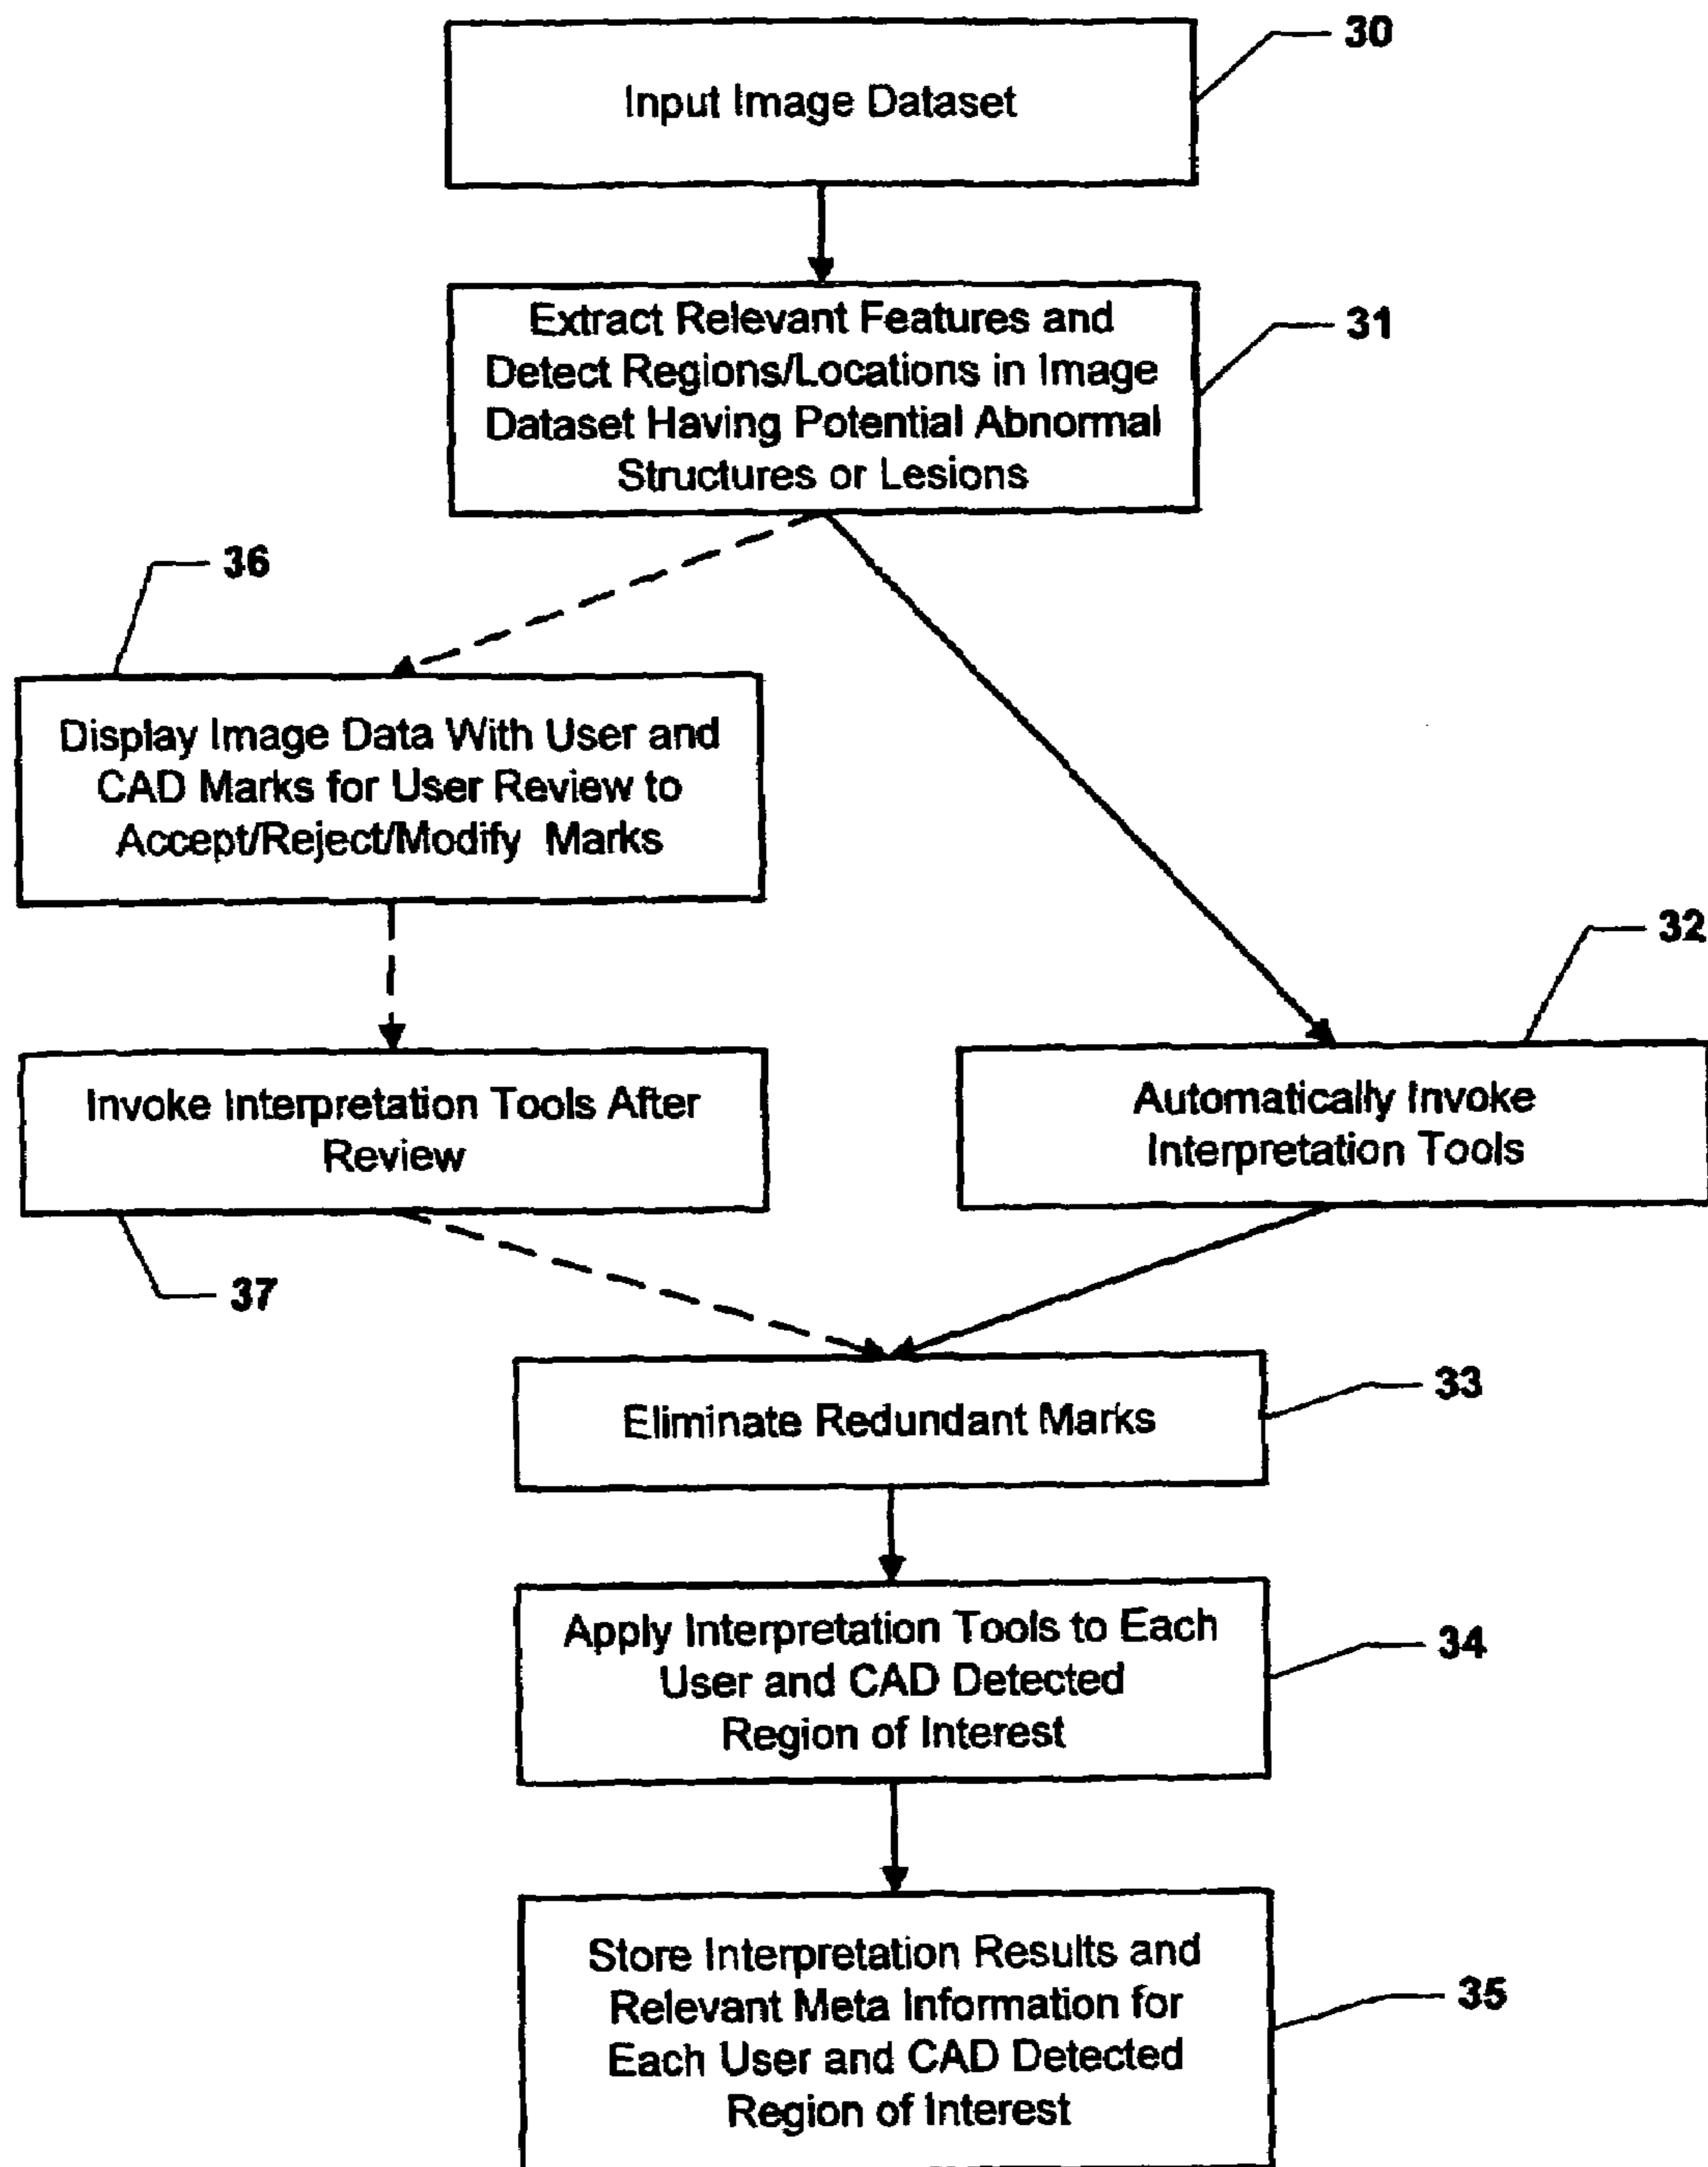 30
Input Image Dataset
31
Extract Relevant Features and
Detect Regions/Locations in Image
Dataset Having Potential Abnormal
Structures or Lesions
36
Display Image Data With User and
CAD Marks for User Review to
Accept/Reject/Modify Marks
32
Invoke Interpretation Tools After
Review
Automatically Invoke
Interpretation Tools
37
33
Eliminate Redundant Marks
34
Apply Interpretation Tools to Each
User and CAD Detected
Region of Interest
35
Store Interpretation Results and
Relevant Meta Information for
Each User and CAD Detected
Region of Interest